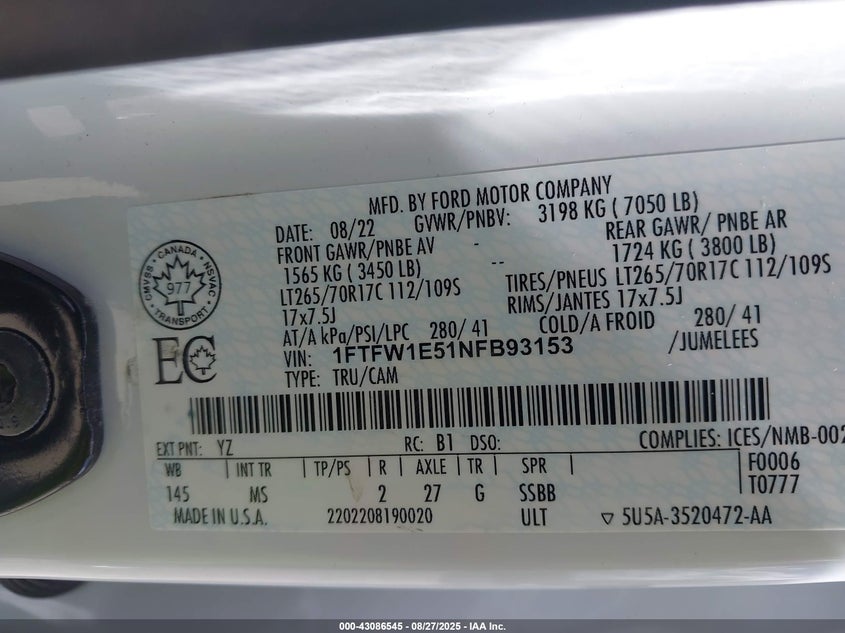 MFD. BY FORD MOTOR COMPANY
DATE: 08/22 GVWR/PNBV: 3198 KG ( 7050 LB)
FRONT GAWR/PNBE AV - REAR GAWR/ PNBE AR
1565 KG ( 3450 LB) -- 1724 KG ( 3800 LB)
LT265/70R17C 112/109S TIRES/PNEUS LT265/70R17C 112/109S
17x7.5J RIMS/JANTES 17x7.5J
AT/A kPa/PSI/LPC 280/ 41 COLD/A FROID 280/ 41
VIN: 1FTFW1E51NFB93153 /JUMELEES
TYPE: TRU/CAM
CANADA
CMVSS NSVAC
977
TRANSPORT
EC
EXT PNT: YZ RC: B1 DSO: COMPLIES: ICES/NMB-002
WB INT TR TP/PS R AXLE TR SPR F0006
145 MS 2 27 G SSBB T0777
MADE IN U.S.A. 2202208190020 ULT ▽ 5U5A-3520472-AA
000-43086545 - 08/27/2025 - IAA Inc.